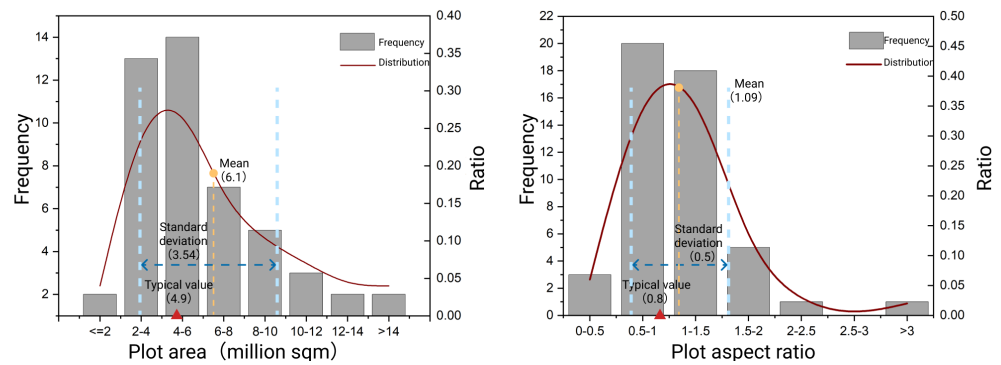 Frequency
14
12
10
8
6
4
2
0.40
0.35
0.30
0.25
0.20
0.15
0.10
0.05
0.00
Ratio
Frequency
Distribution
Mean
(6.1)
Standard
deviation
(3.54)
Typical value
(4.9)
<=2 2-4 4-6 6-8 8-10 10-12 12-14 >14
Plot area（million sqm）
Frequency
22
20
18
16
14
12
10
8
6
4
2
0
0.50
0.45
0.40
0.35
0.30
0.25
0.20
0.15
0.10
0.05
0.00
Ratio
Frequency
Distribution
Mean
(1.09)
Standard
deviation
(0.5)
Typical value
(0.8)
0-0.5 0.5-1 1-1.5 1.5-2 2-2.5 2.5-3 >3
Plot aspect ratio